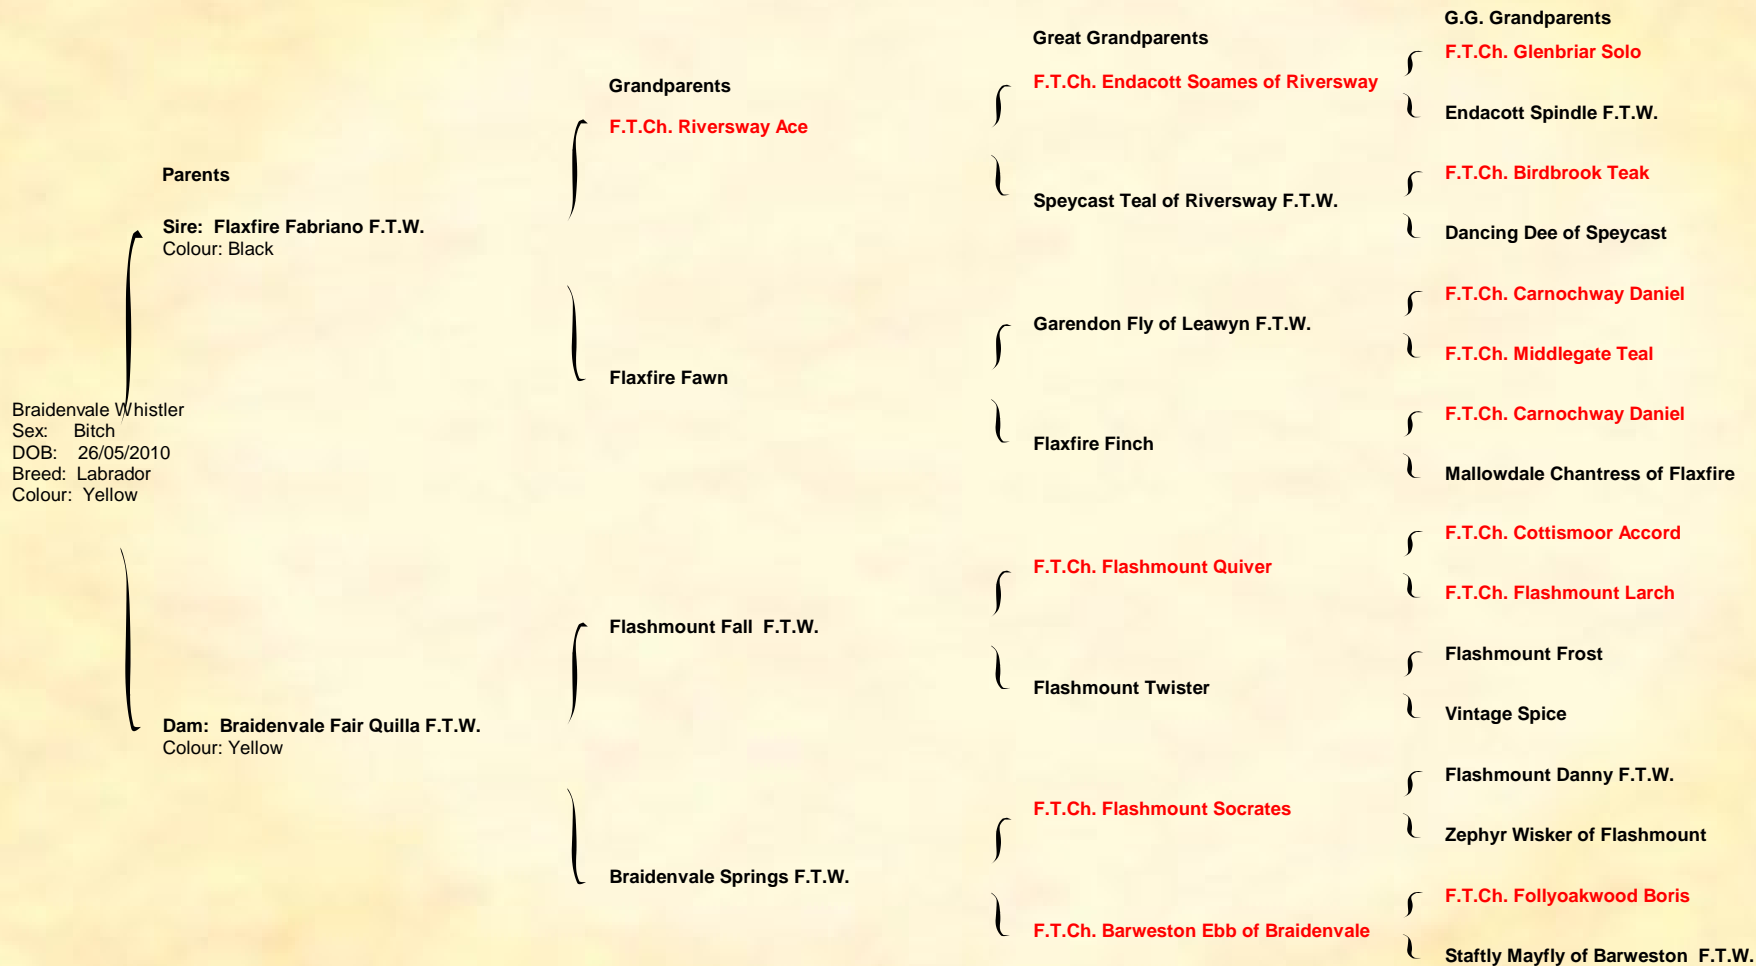 Braidenvale Whistler
Sex: Bitch
DOB: 26/05/2010
Breed: Labrador
Colour: Yellow
Parents
Sire: Flaxfire Fabriano F.T.W.
Colour: Black
Dam: Braidenvale Fair Quilla F.T.W.
Colour: Yellow
Grandparents
F.T.Ch. Riversway Ace
Flaxfire Fawn
Flashmount Fall F.T.W.
Braidenvale Springs F.T.W.
Great Grandparents
F.T.Ch. Endacott Soames of Riversway
Speycast Teal of Riversway F.T.W.
Garendon Fly of Leawyn F.T.W.
Flaxfire Finch
F.T.Ch. Flashmount Quiver
Flashmount Twister
F.T.Ch. Flashmount Socrates
F.T.Ch. Barweston Ebb of Braidenvale
G.G. Grandparents
F.T.Ch. Glenbriar Solo
Endacott Spindle F.T.W.
F.T.Ch. Birdbrook Teak
Dancing Dee of Speycast
F.T.Ch. Carnochway Daniel
F.T.Ch. Middlegate Teal
F.T.Ch. Carnochway Daniel
Mallowdale Chantress of Flaxfire
F.T.Ch. Cottismoor Accord
F.T.Ch. Flashmount Larch
Flashmount Frost
Vintage Spice
Flashmount Danny F.T.W.
Zephyr Wisker of Flashmount
F.T.Ch. Follyoakwood Boris
Staftly Mayfly of Barweston F.T.W.